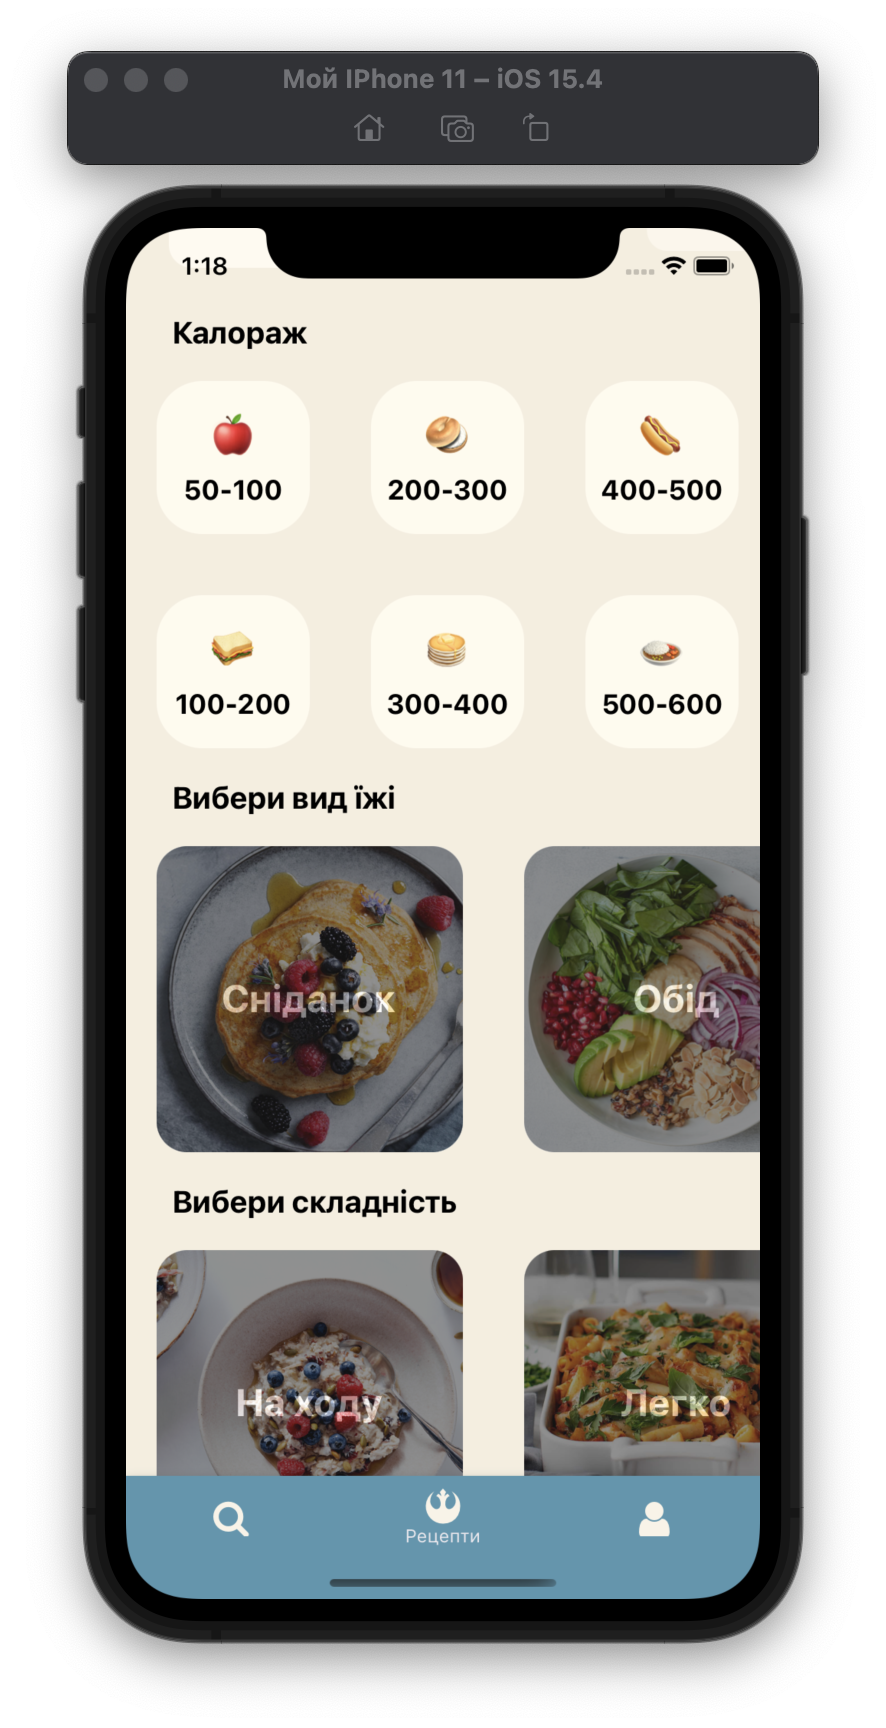 Мой IPhone 11 – iOS 15.4
1:18
Калораж
50-100
200-300
400-500
100-200
300-400
500-600
Вибери вид їжі
Сніданок
Обід
Вибери складність
На ходу
Легко
Рецепти